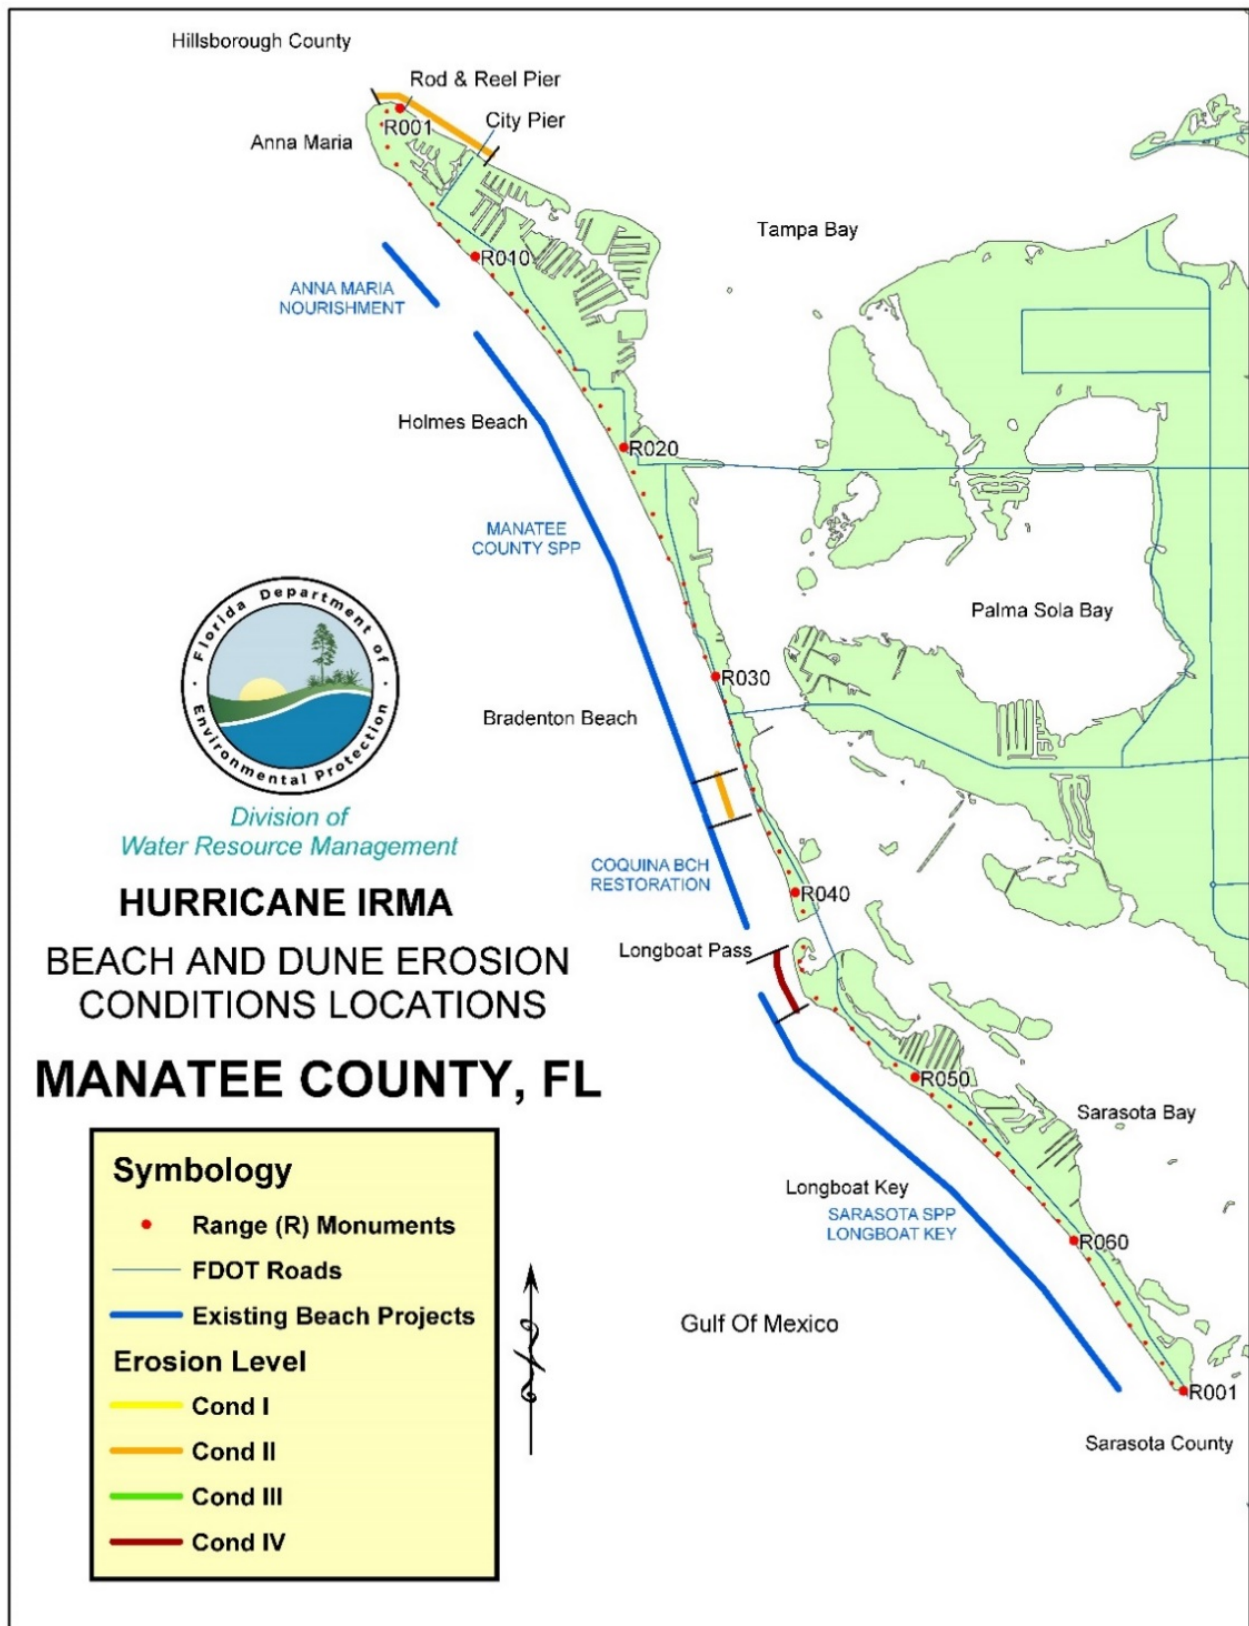 Hillsborough County
Rod & Reel Pier
R001
City Pier
Anna Maria
Tampa Bay
R010
ANNA MARIA
NOURISHMENT
Holmes Beach
R020
MANATEE
COUNTY SPP
Palma Sola Bay
R030
Bradenton Beach
Florida Department of
Environmental Protection
Division of
Water Resource Management
COQUINA BCH
RESTORATION
R040
HURRICANE IRMA
BEACH AND DUNE EROSION
CONDITIONS LOCATIONS
MANATEE COUNTY, FL
Longboat Pass
R050
Sarasota Bay
Longboat Key
SARASOTA SPP
LONGBOAT KEY
R060
Gulf Of Mexico
R001
Sarasota County
Symbology
Range (R) Monuments
FDOT Roads
Existing Beach Projects
Erosion Level
Cond I
Cond II
Cond III
Cond IV